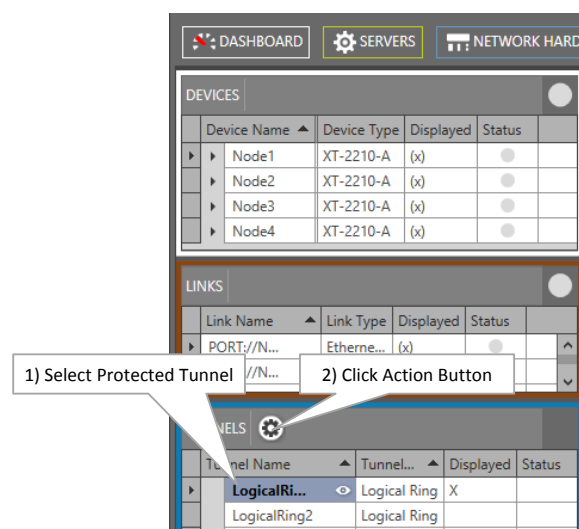 DASHBOARD SERVERS NETWORK HARD
DEVICES
Device Name Device Type Displayed Status
Node1 XT-2210-A (x)
Node2 XT-2210-A (x)
Node3 XT-2210-A (x)
Node4 XT-2210-A (x)
LINKS
Link Name Link Type Displayed Status
PORT://N... Etherne... (x)
1) Select Protected Tunnel //N... 2) Click Action Button
NELS
Tunnel Name Tunnel... Displayed Status
LogicalRi... Logical Ring X
LogicalRing2 Logical Ring